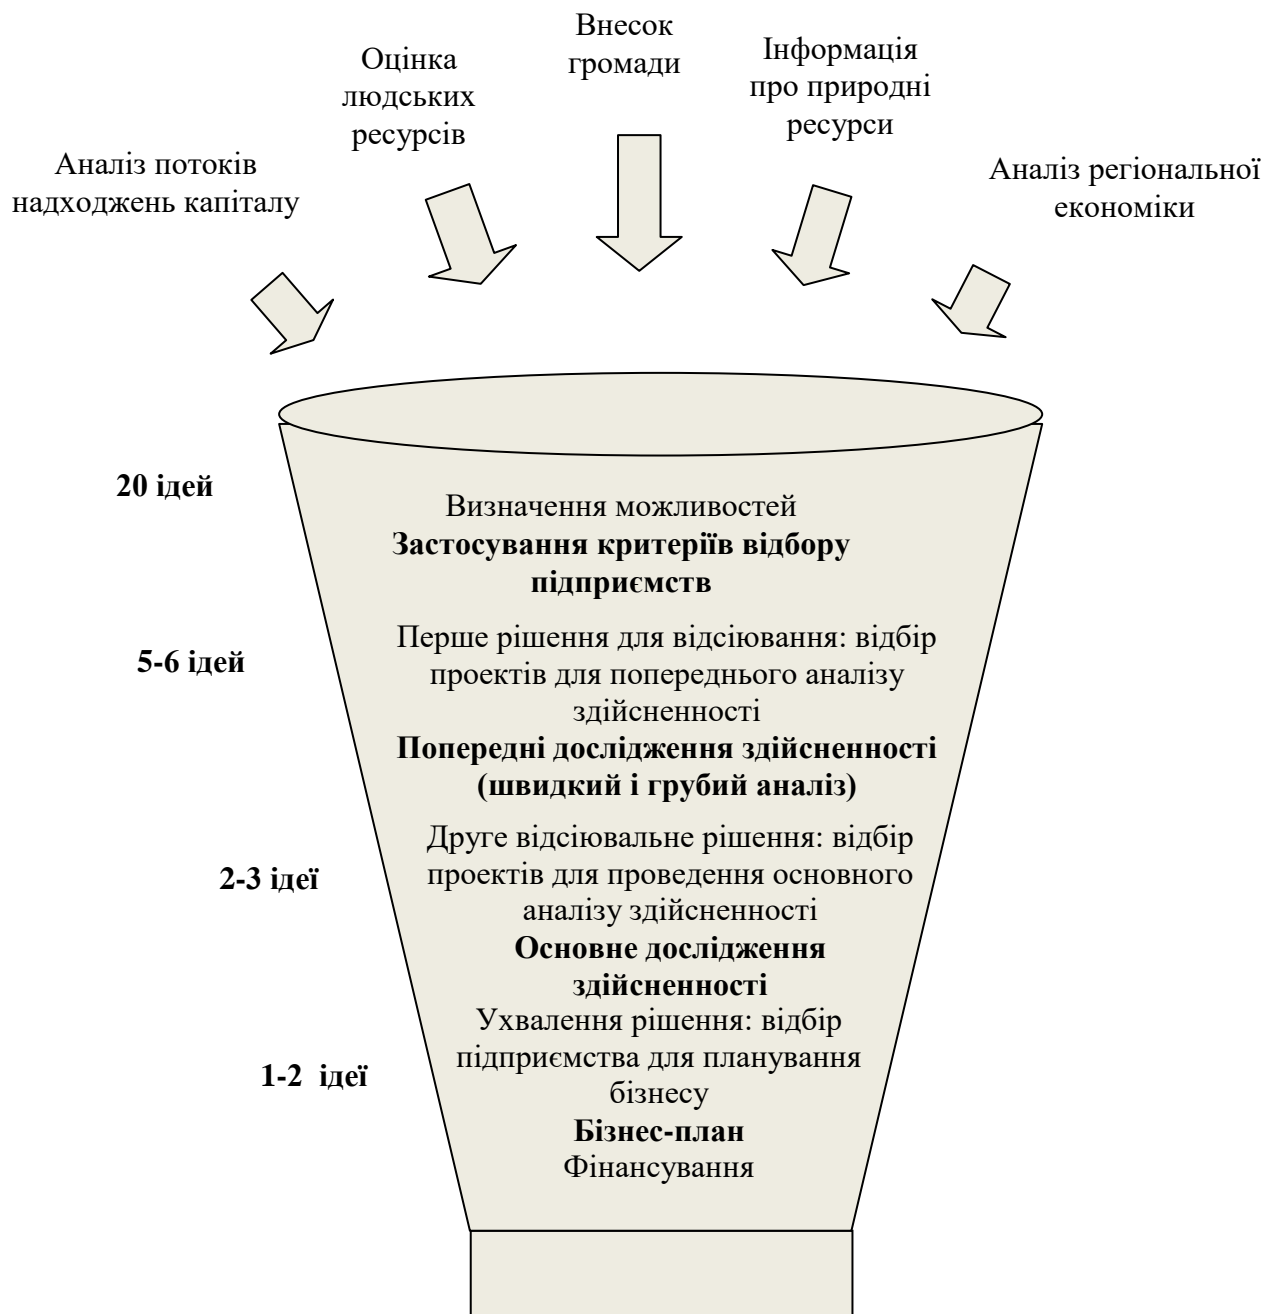 Внесок
громади
Оцінка
людських
ресурсів
Інформація
про природні
ресурси
Аналіз потоків
надходжень капіталу
Аналіз регіональної
економіки
20 ідей
Визначення можливостей
Застосування критеріїв відбору
підприємств
5-6 ідей
Перше рішення для відсіювання: відбір
проектів для попереднього аналізу
здійсненності
Попередні дослідження здійсненності
(швидкий і грубий аналіз)
2-3 ідеї
Друге відсіювальне рішення: відбір
проектів для проведення основного
аналізу здійсненності
Основне дослідження
здійсненності
1-2 ідеї
Ухвалення рішення: відбір
підприємства для планування
бізнесу
Бізнес-план
Фінансування